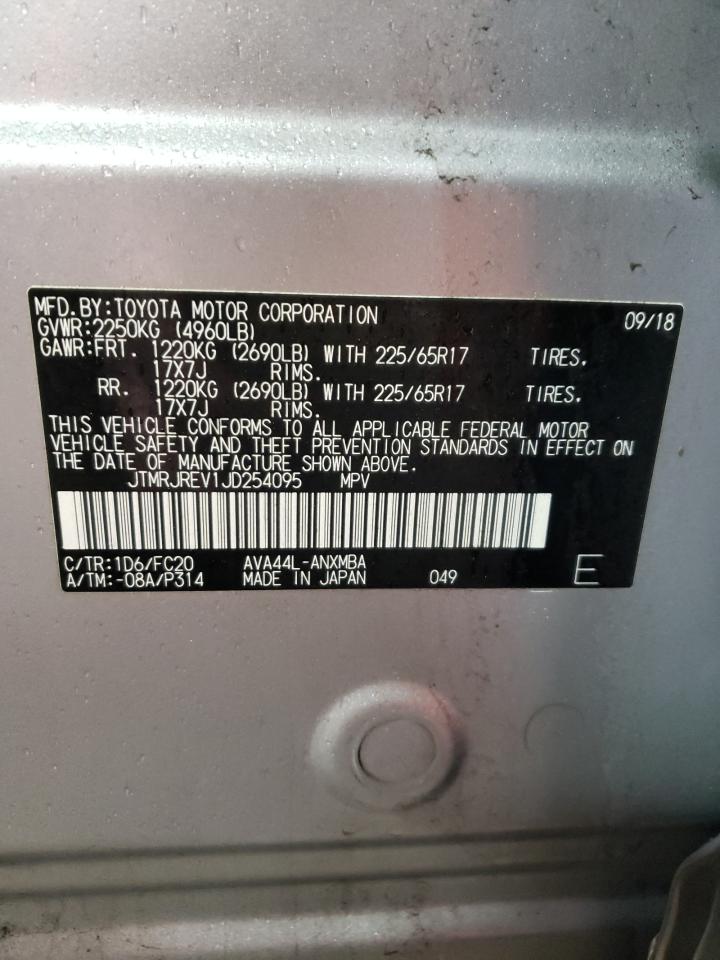 MFD.BY:TOYOTA MOTOR CORPORATION 09/18
GVWR:2250KG (4960LB)
GAWR:FRT. 1220KG (2690LB) WITH 225/65R17 TIRES.
17X7J RIMS.
RR. 1220KG (2690LB) WITH 225/65R17 TIRES.
17X7J RIMS.
THIS VEHICLE CONFORMS TO ALL APPLICABLE FEDERAL MOTOR
VEHICLE SAFETY AND THEFT PREVENTION STANDARDS IN EFFECT ON
THE DATE OF MANUFACTURE SHOWN ABOVE.
JTMRJREV1JD254095 MPV
C/TR:1D6/FC20 AVA44L-ANXMBA
A/TM:-08A/P314 MADE IN JAPAN 049 E